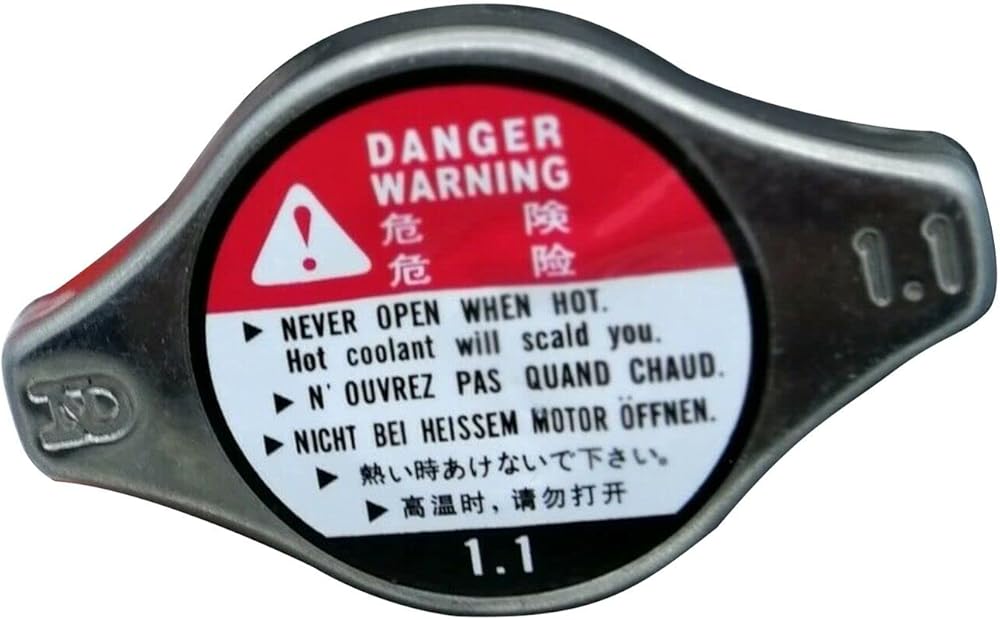 DANGER
WARNING
危 険
危 险
▶ NEVER OPEN WHEN HOT.
Hot coolant will scald you.
▶ N' OUVREZ PAS QUAND CHAUD.
▶ NICHT BEI HEISSEM MOTOR ÖFFNEN.
▶ 熱い時あけないで下さい。
▶ 高温时，请勿打开
1.1
1.1